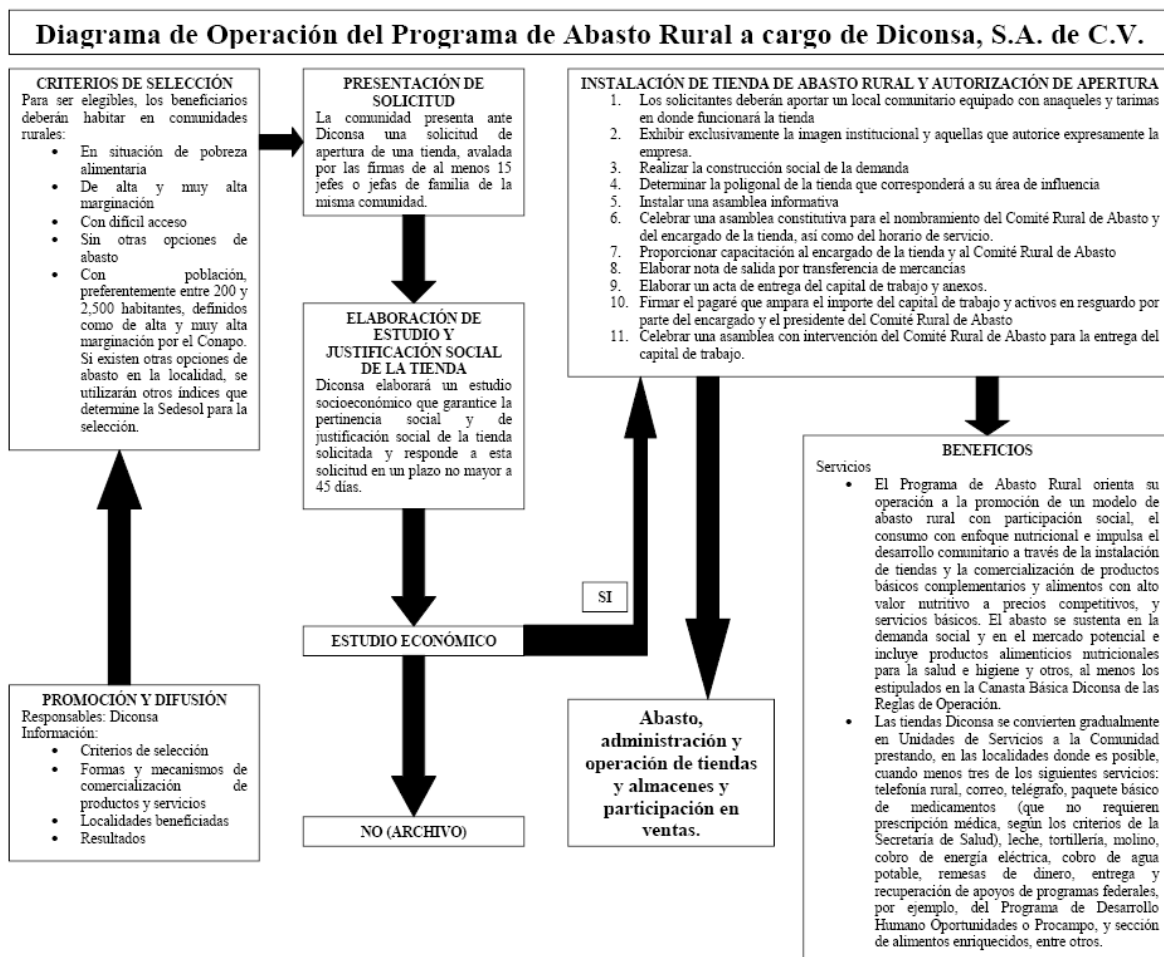 Diagrama de Operación del Programa de Abasto Rural a cargo de Diconsa, S.A. de C.V.
CRITERIOS DE SELECCIÓN
Para ser elegibles, los beneficiarios
deberán habitar en comunidades
rurales:
• En situación de pobreza
alimentaria
• De alta y muy alta
marginación
• Con difícil acceso
• Sin otras opciones de
abasto
• Con población,
preferentemente entre 200 y
2,500 habitantes, definidos
como de alta y muy alta
marginación por el Conapo.
Si existen otras opciones de
abasto en la localidad, se
utilizarán otros índices que
determine la Sedesol para la
selección.
PROMOCIÓN Y DIFUSIÓN
Responsables: Diconsa
Información:
• Criterios de selección
• Formas y mecanismos de
comercialización de
productos y servicios
• Localidades beneficiadas
• Resultados
PRESENTACIÓN DE
SOLICITUD
La comunidad presenta ante
Diconsa una solicitud de
apertura de una tienda, avalada
por las firmas de al menos 15
jefes o jefas de familia de la
misma comunidad.
ELABORACIÓN DE
ESTUDIO Y
JUSTIFICACIÓN SOCIAL
DE LA TIENDA
Diconsa elaborará un estudio
socioeconómico que garantice la
pertinencia social y de
justificación social de la tienda
solicitada y responde a esta
solicitud en un plazo no mayor a
45 días.
ESTUDIO ECONÓMICO
SI
NO (ARCHIVO)
INSTALACIÓN DE TIENDA DE ABASTO RURAL Y AUTORIZACIÓN DE APERTURA
1. Los solicitantes deberán aportar un local comunitario equipado con anaqueles y tarimas
en donde funcionará la tienda
2. Exhibir exclusivamente la imagen institucional y aquellas que autorice expresamente la
empresa.
3. Realizar la construcción social de la demanda
4. Determinar la poligonal de la tienda que corresponderá a su área de influencia
5. Instalar una asamblea informativa
6. Celebrar una asamblea constitutiva para el nombramiento del Comité Rural de Abasto y
del encargado de la tienda, así como del horario de servicio.
7. Proporcionar capacitación al encargado de la tienda y al Comité Rural de Abasto
8. Elaborar nota de salida por transferencia de mercancías
9. Elaborar un acta de entrega del capital de trabajo y anexos.
10. Firmar el pagaré que ampara el importe del capital de trabajo y activos en resguardo por
parte del encargado y el presidente del Comité Rural de Abasto
11. Celebrar una asamblea con intervención del Comité Rural de Abasto para la entrega del
capital de trabajo.
Abasto,
administración y
operación de tiendas
y almacenes y
participación en
ventas.
BENEFICIOS
Servicios
• El Programa de Abasto Rural orienta su
operación a la promoción de un modelo de
abasto rural con participación social, el
consumo con enfoque nutricional e impulsa el
desarrollo comunitario a través de la instalación
de tiendas y la comercialización de productos
básicos complementarios y alimentos con alto
valor nutritivo a precios competitivos, y
servicios básicos. El abasto se sustenta en la
demanda social y en el mercado potencial e
incluye productos alimenticios nutricionales
para la salud e higiene y otros, al menos los
estipulados en la Canasta Básica Diconsa de las
Reglas de Operación.
• Las tiendas Diconsa se convierten gradualmente
en Unidades de Servicios a la Comunidad
prestando, en las localidades donde es posible,
cuando menos tres de los siguientes servicios:
telefonía rural, correo, telégrafo, paquete básico
de medicamentos (que no requieren
prescripción médica, según los criterios de la
Secretaría de Salud), leche, tortillería, molino,
cobro de energía eléctrica, cobro de agua
potable, remesas de dinero, entrega y
recuperación de apoyos de programas federales,
por ejemplo, del Programa de Desarrollo
Humano Oportunidades o Procampo, y sección
de alimentos enriquecidos, entre otros.